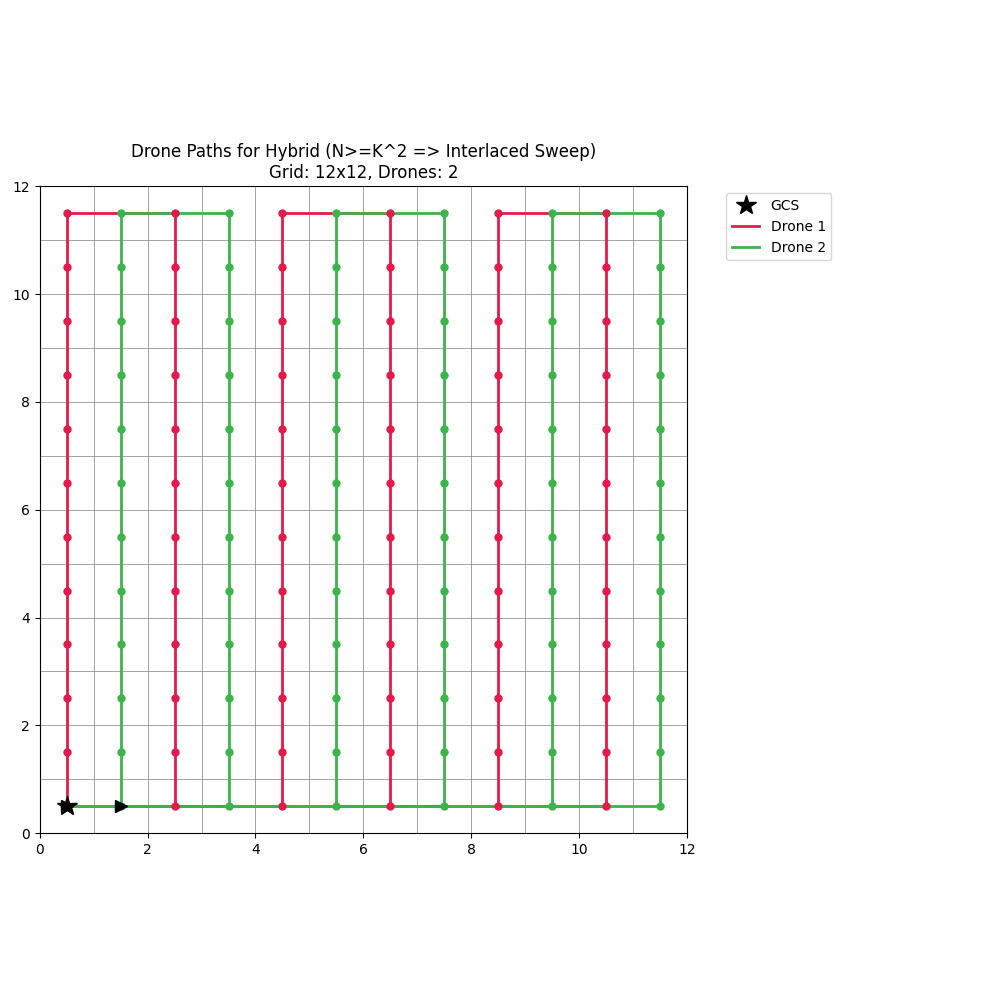 Drone Paths for Hybrid (N>=K^2 => Interlaced Sweep)
Grid: 12x12, Drones: 2
GCS
Drone 1
Drone 2
12
10
8
6
4
2
0
0 2 4 6 8 10 12